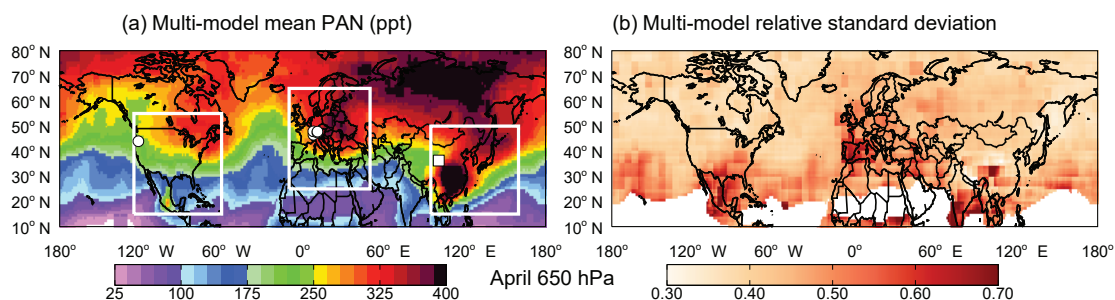 (a) Multi-model mean PAN (ppt)
80° N
70° N
60° N
50° N
40° N
30° N
20° N
10° N
180° 120° W 60° 0° 60° E 120° 180°
25 100 175 250 325 400
April 650 hPa
(b) Multi-model relative standard deviation
80° N
70° N
60° N
50° N
40° N
30° N
20° N
10° N
180° 120° W 60° 0° 60° E 120° 180°
0.30 0.40 0.50 0.60 0.70